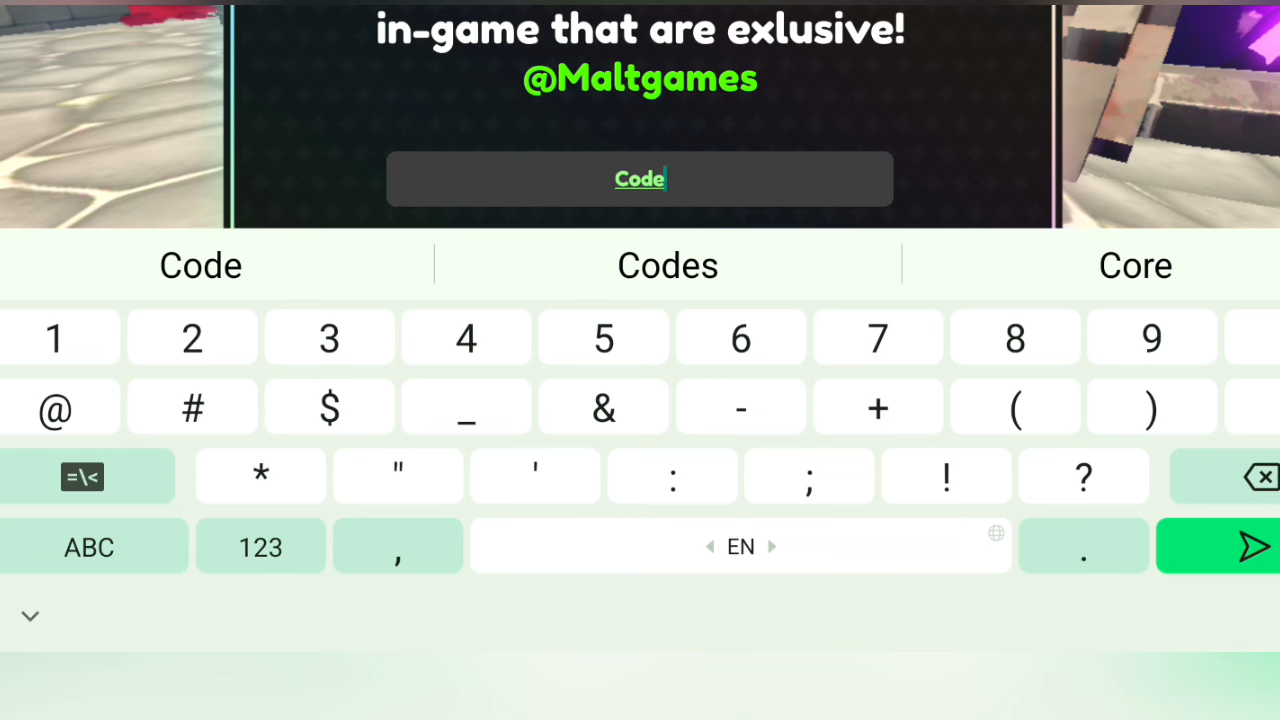 in-game that are exlusive!
@Maltgames
Code
Code Codes Core
1 2 3 4 5 6 7 8 9
@ # $ _ & - + ( )
=\< * " ' : ; ! ?
ABC 123 , EN .